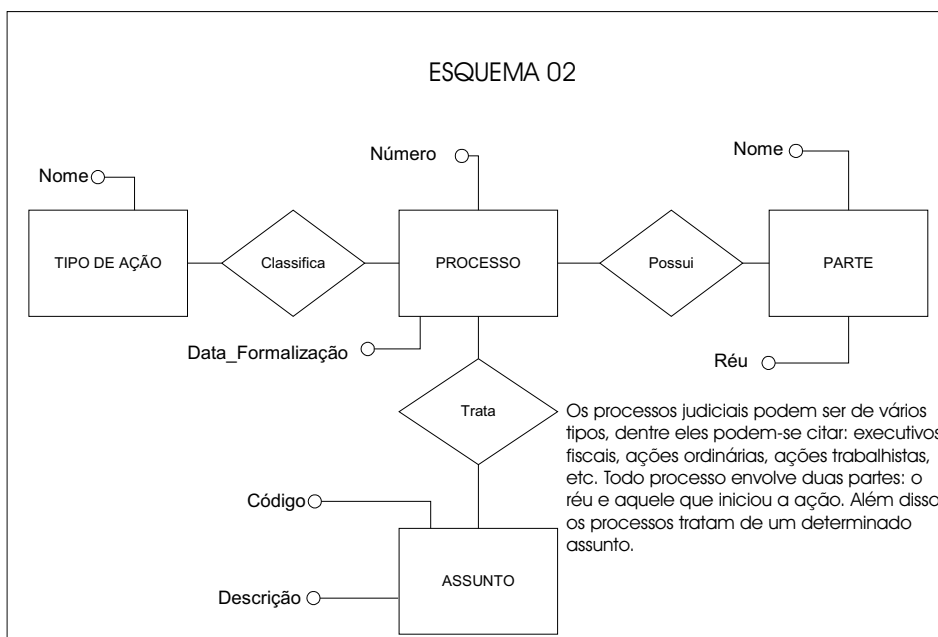 ESQUEMA 02
Número
Nome
Nome
TIPO DE AÇÃO
Classifica
PROCESSO
Possui
PARTE
Data_Formalização
Réu
Trata
Os processos judiciais podem ser de vários
tipos, dentre eles podem-se citar: executivos
fiscais, ações ordinárias, ações trabalhistas,
etc. Todo processo envolve duas partes: o
réu e aquele que iniciou a ação. Além disso
os processos tratam de um determinado
assunto.
Código
ASSUNTO
Descrição